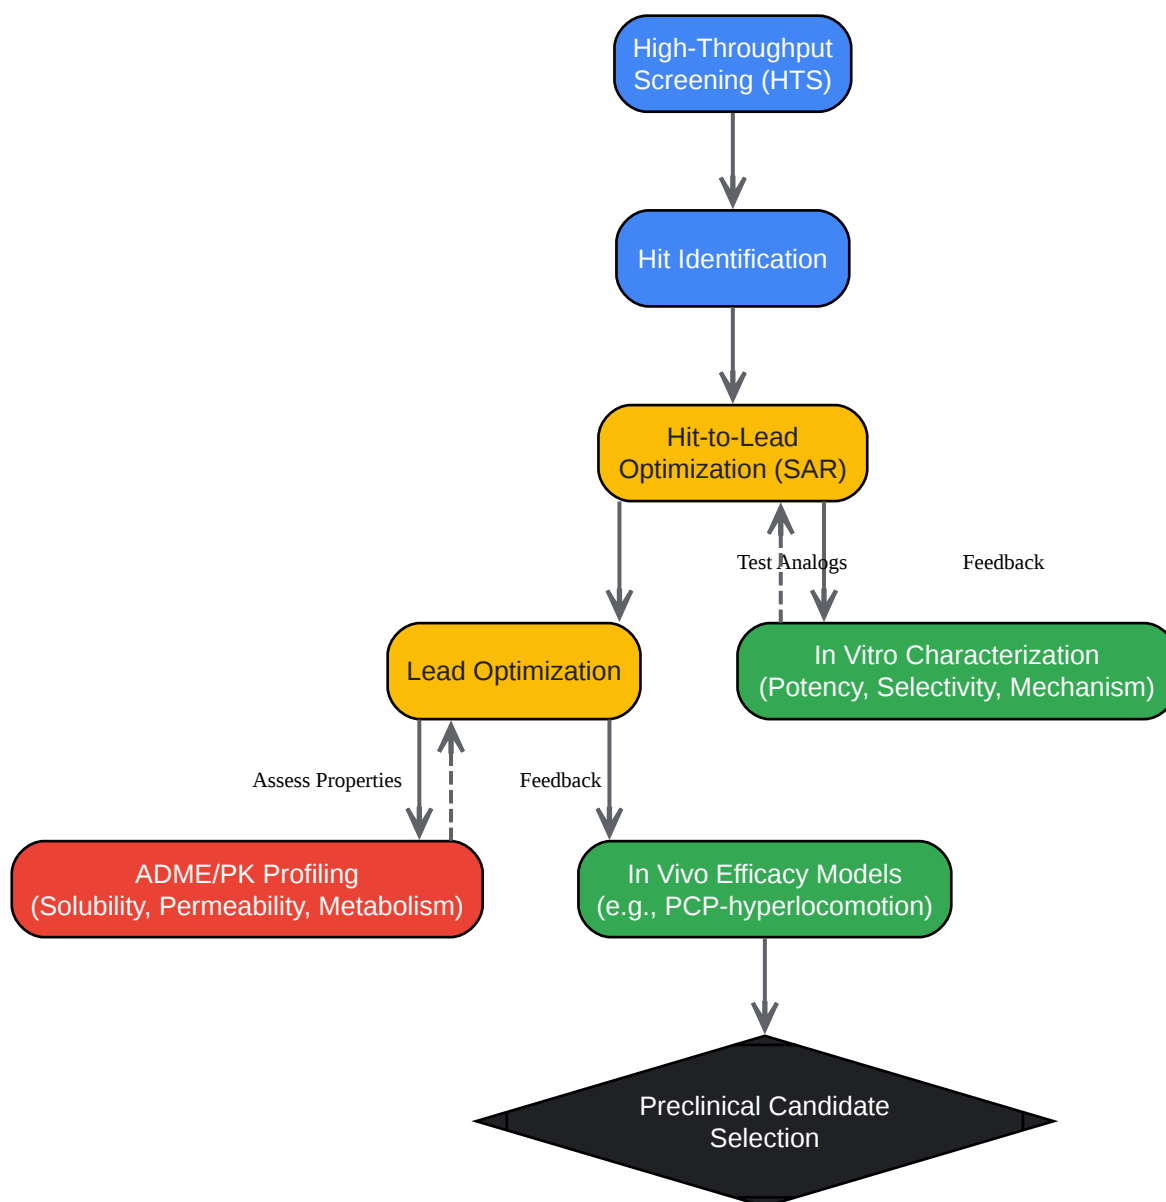 High-Throughput
Screening (HTS)
Hit Identification
Hit-to-Lead
Optimization (SAR)
Test Analogs
Feedback
Lead Optimization
In Vitro Characterization
(Potency, Selectivity, Mechanism)
Assess Properties
Feedback
ADME/PK Profiling
(Solubility, Permeability, Metabolism)
In Vivo Efficacy Models
(e.g., PCP-hyperlocomotion)
Preclinical Candidate
Selection